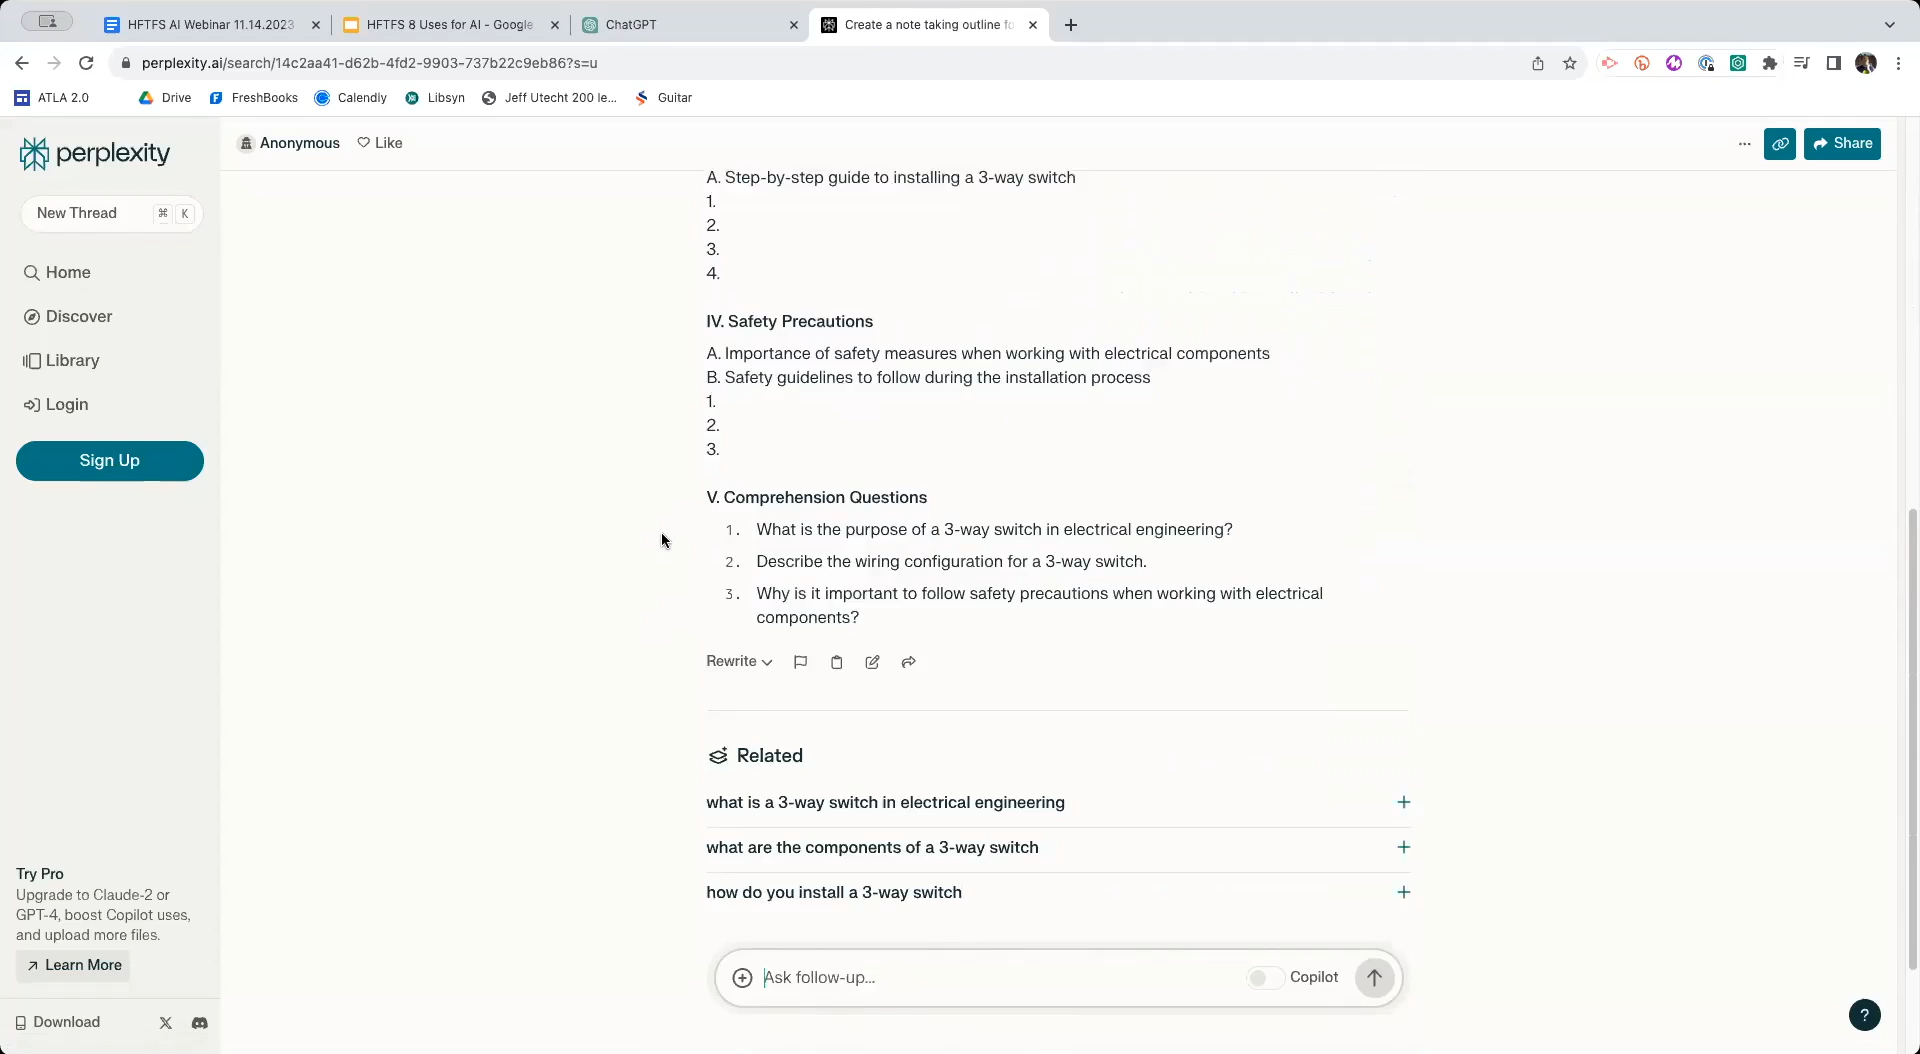 HFTFS AI Webinar 11.14.2023
HFTFS 8 Uses for AI - Google
ChatGPT
Create a note taking outline fo
perplexity.ai/search/14c2aa41-d62b-4fd2-9903-737b22c9eb86?s=u
ATLA 2.0
Drive
FreshBooks
Calendly
Libsyn
Jeff Utecht 200 le...
Guitar
perplexity
New Thread ⌘ K
Home
Discover
Library
Login
Sign Up
Try Pro
Upgrade to Claude-2 or
GPT-4, boost Copilot uses,
and upload more files.
Learn More
Download
Anonymous
Like
Share
A. Step-by-step guide to installing a 3-way switch
1.
2.
3.
4.
IV. Safety Precautions
A. Importance of safety measures when working with electrical components
B. Safety guidelines to follow during the installation process
1.
2.
3.
V. Comprehension Questions
1. What is the purpose of a 3-way switch in electrical engineering?
2. Describe the wiring configuration for a 3-way switch.
3. Why is it important to follow safety precautions when working with electrical
components?
Rewrite
Related
what is a 3-way switch in electrical engineering
what are the components of a 3-way switch
how do you install a 3-way switch
Ask follow-up...
Copilot
?